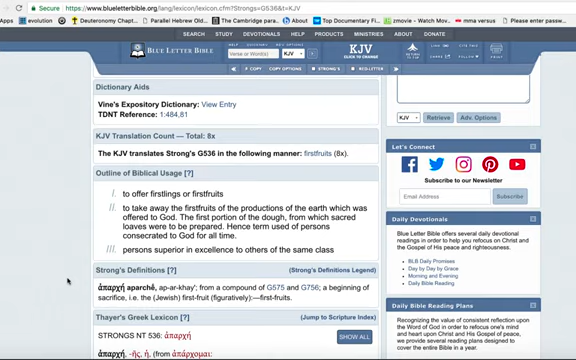 Secure | https://www.blueletterbible.org/lang/lexicon/lexicon.cfm?Strongs=G536&t=KJV
evolution
Deuteronomy Chapt...
Parallel Hebrew Old T...
The Cambridge para...
About
Top Documentary Fi...
zmovie - Watch Mov...
mma versus
Please enter passw...
SEARCH STUDY DEVOTIONALS HELPS PRODUCTS MINISTRIES ABOUT DONATE
BLUE LETTER BIBLE
Verse or Word(s)
KJV
KJV
CLICK TO CHANGE
COPY COPY OPTIONS STRONG'S RED-LETTER
Dictionary Aids
Vine's Expository Dictionary: View Entry
TDNT Reference: 1:484,81
KJV Translation Count — Total: 8x
The KJV translates Strong's G536 in the following manner: firstfruits (8x).
Outline of Biblical Usage [?]
I. to offer firstlings or firstfruits
II. to take away the firstfruits of the productions of the earth which was
offered to God. The first portion of the dough, from which sacred
loaves were to be prepared. Hence term used of persons
consecrated to God for all time.
III. persons superior in excellence to others of the same class
Strong's Definitions [?] (Strong's Definitions Legend)
ἀπαρχή aparchḗ, ap-ar-khay'; from a compound of G575 and G756; a beginning of
sacrifice, i.e. the (Jewish) first-fruit (figuratively):—first-fruits.
Thayer's Greek Lexicon [?] (Jump to Scripture Index)
STRONGS NT 536: ἀπαρχή
SHOW ALL
ἀπαρχή, -ῆς, ἡ, (from ἀπάρχομαι:
KJV Retrieve Adv. Options
Let's Connect
Subscribe to our Newsletter
Email Address Subscribe
Daily Devotionals
Blue Letter Bible offers several daily devotional
readings in order to help you refocus on Christ
and the Gospel of His peace and righteousness.
BLB Daily Promises
Day by Day by Grace
Morning and Evening
Daily Bible Reading
Daily Bible Reading Plans
Recognizing the value of consistent reflection upon
the Word of God in order to refocus one's mind
and heart upon Christ and His Gospel of peace,
we provide several reading plans designed to
cover the entire Bible in a year.